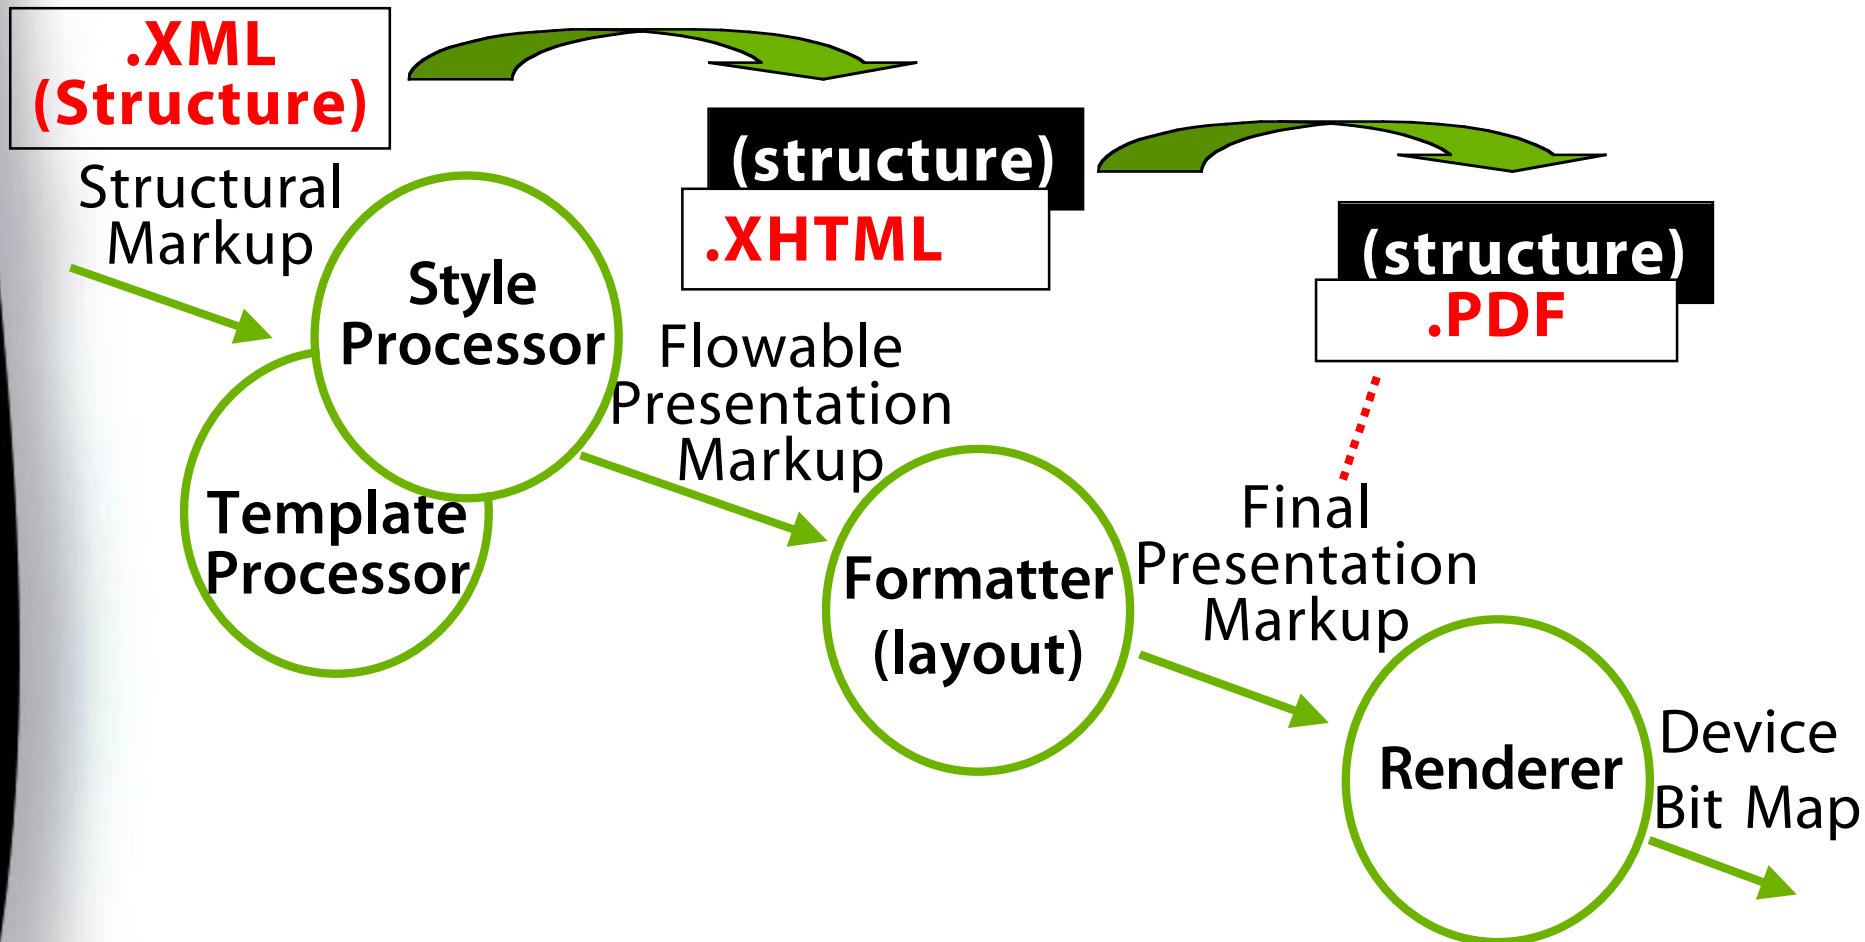 .XML
(Structure)
Structural
Markup
Style
Processor
Template
Processor
(structure)
.XHTML
Flowable
Presentation
Markup
Formatter
(layout)
(structure)
.PDF
Final
Presentation
Markup
Renderer
Device
Bit Map